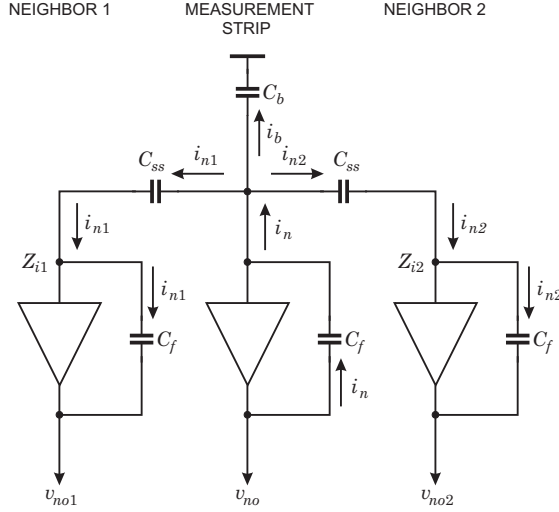 NEIGHBOR 1 MEASUREMENT STRIP NEIGHBOR 2
C_b
i_b
C_ss i_n1 i_n2 C_ss
i_n1 i_n i_n2
Z_i1 Z_i2
i_n1 i_n2
C_f C_f C_f
i_n
v_no1 v_no v_no2